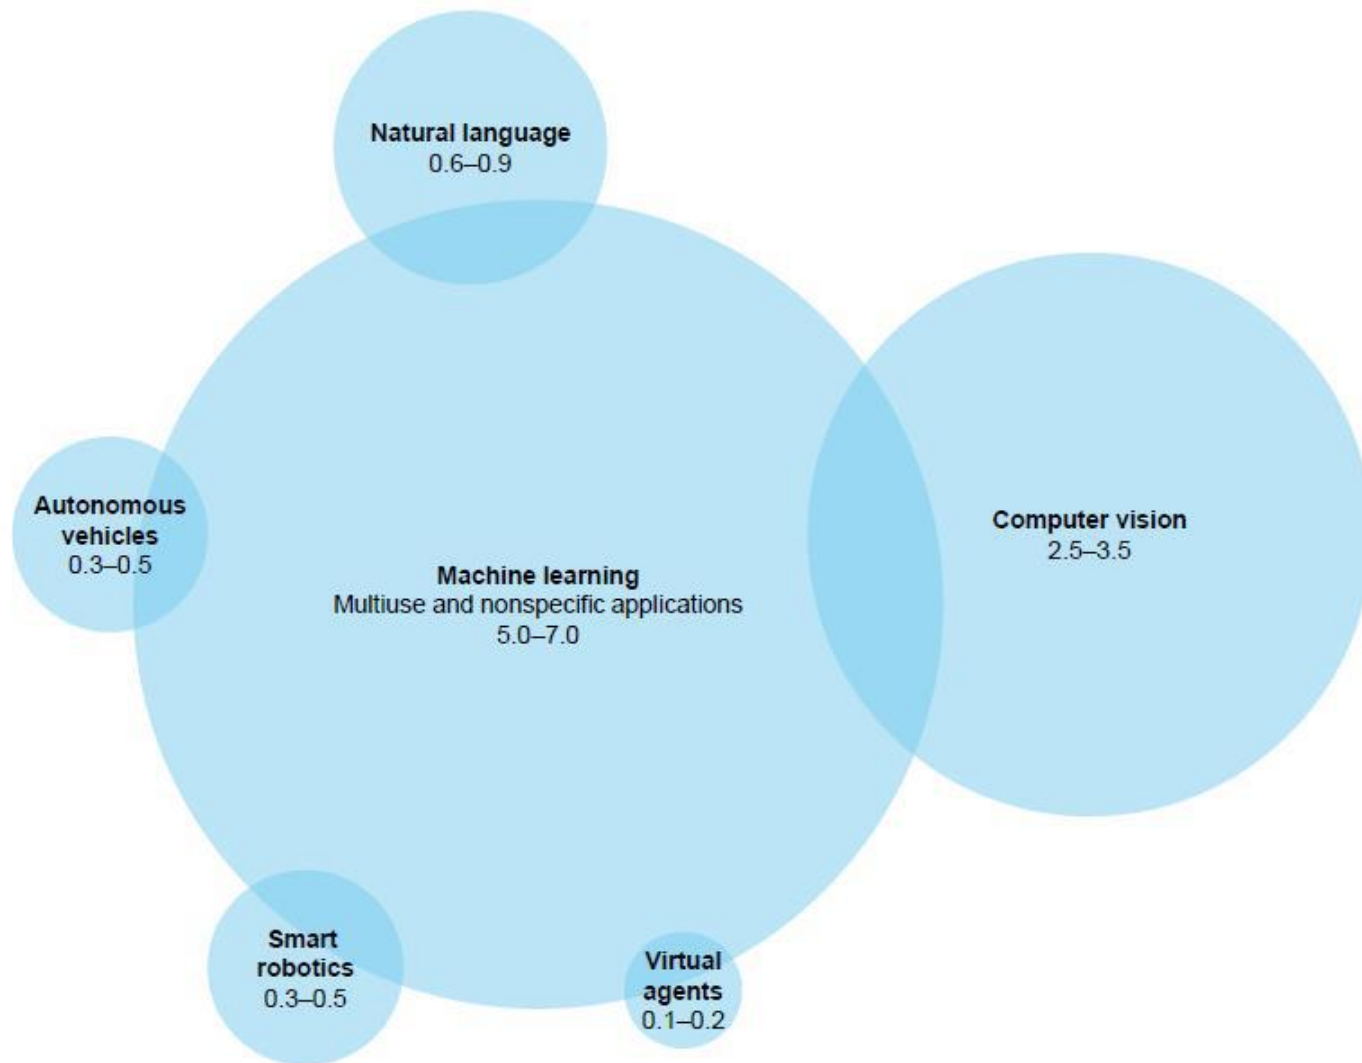 Natural language
0.6–0.9
Autonomous
vehicles
0.3–0.5
Computer vision
2.5–3.5
Machine learning
Multiuse and nonspecific applications
5.0–7.0
Smart
robotics
0.3–0.5
Virtual
agents
0.1–0.2